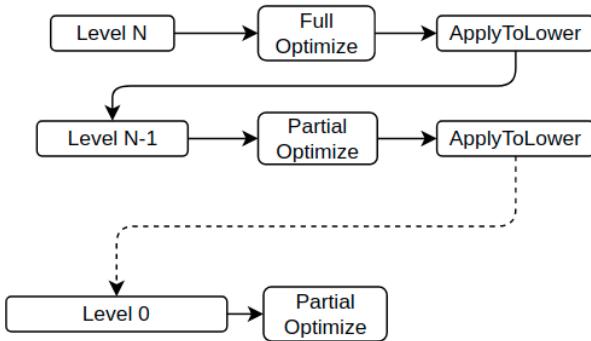 Level N
Full
Optimize
ApplyToLower
Level N-1
Partial
Optimize
ApplyToLower
Level 0
Partial
Optimize